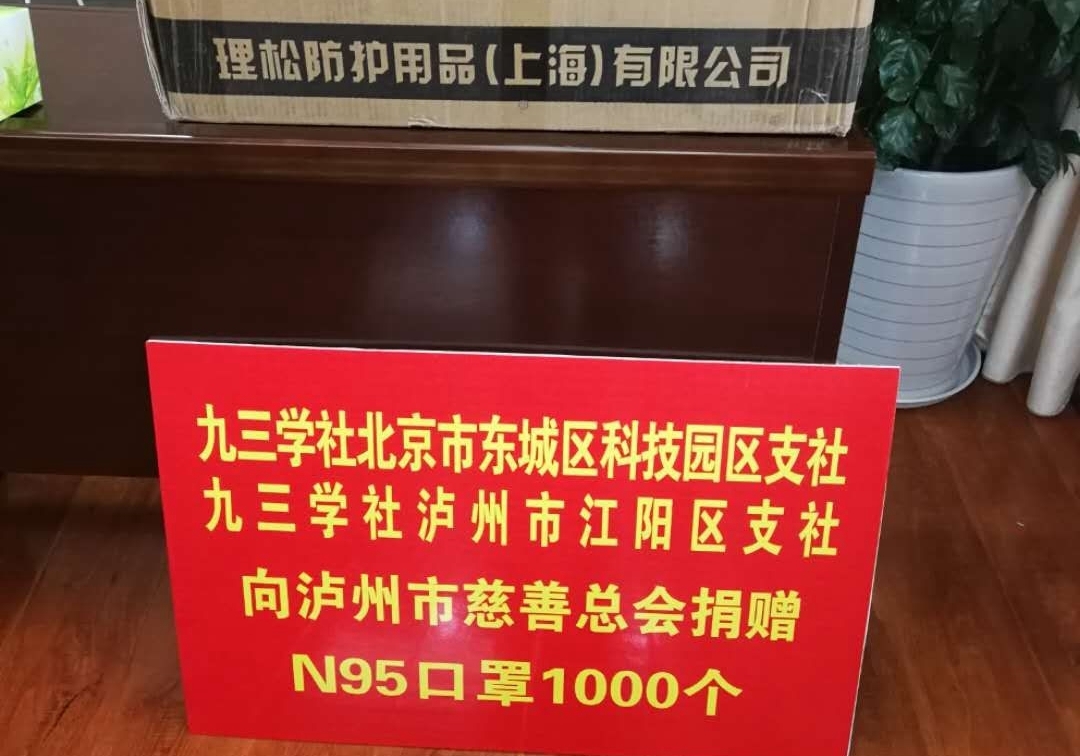 理松防护用品(上海)有限公司
九三学社北京市东城区科技园区支社
九三学社泸州市江阳区支社
向泸州市慈善总会捐赠
N95口罩1000个